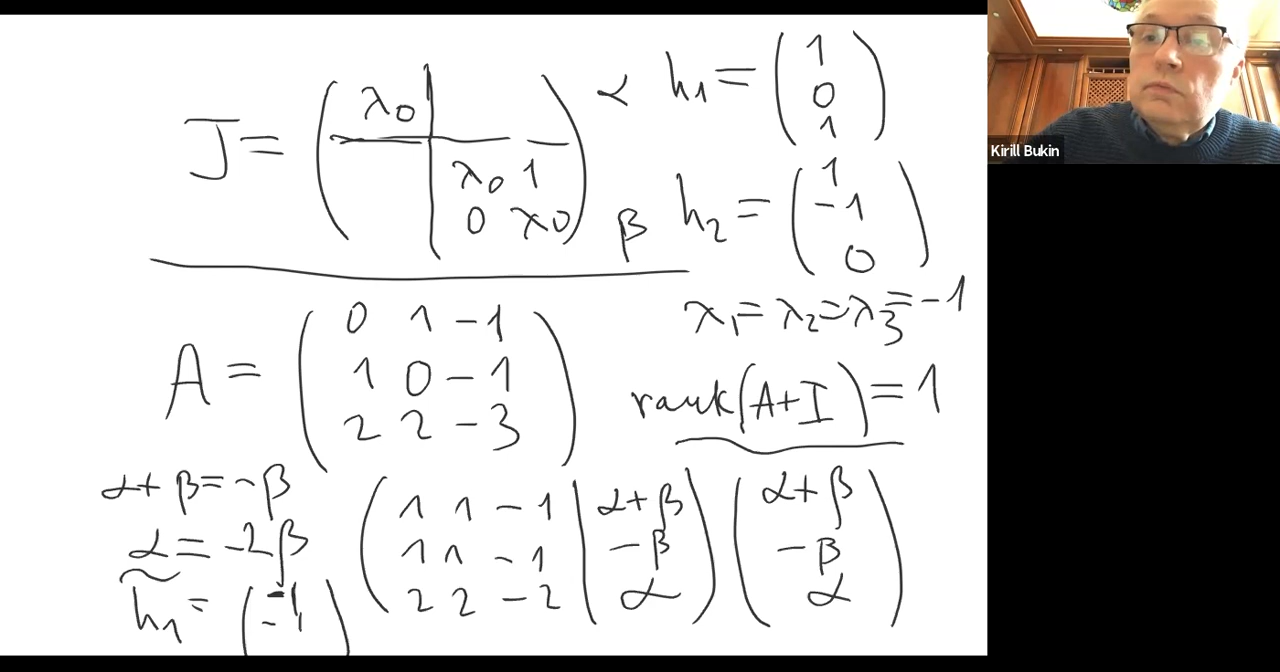 J = ( λ0 | ) α h1 = ( 1
( | λ0 1 ) 0
( | 0 λ0 ) 1 )
β h2 = ( 1
-1
0 )
λ1 = λ2 = λ3 = -1
A = ( 0 1 -1
1 0 -1
2 2 -3 )
rank(A+I) = 1
α+β = -β
α = -2β
( 1 1 -1 | α+β ) ( α+β )
( 1 1 -1 | -β ) ( -β )
( 2 2 -2 | α ) ( α )
h1 = ( -1
Kirill Bukin